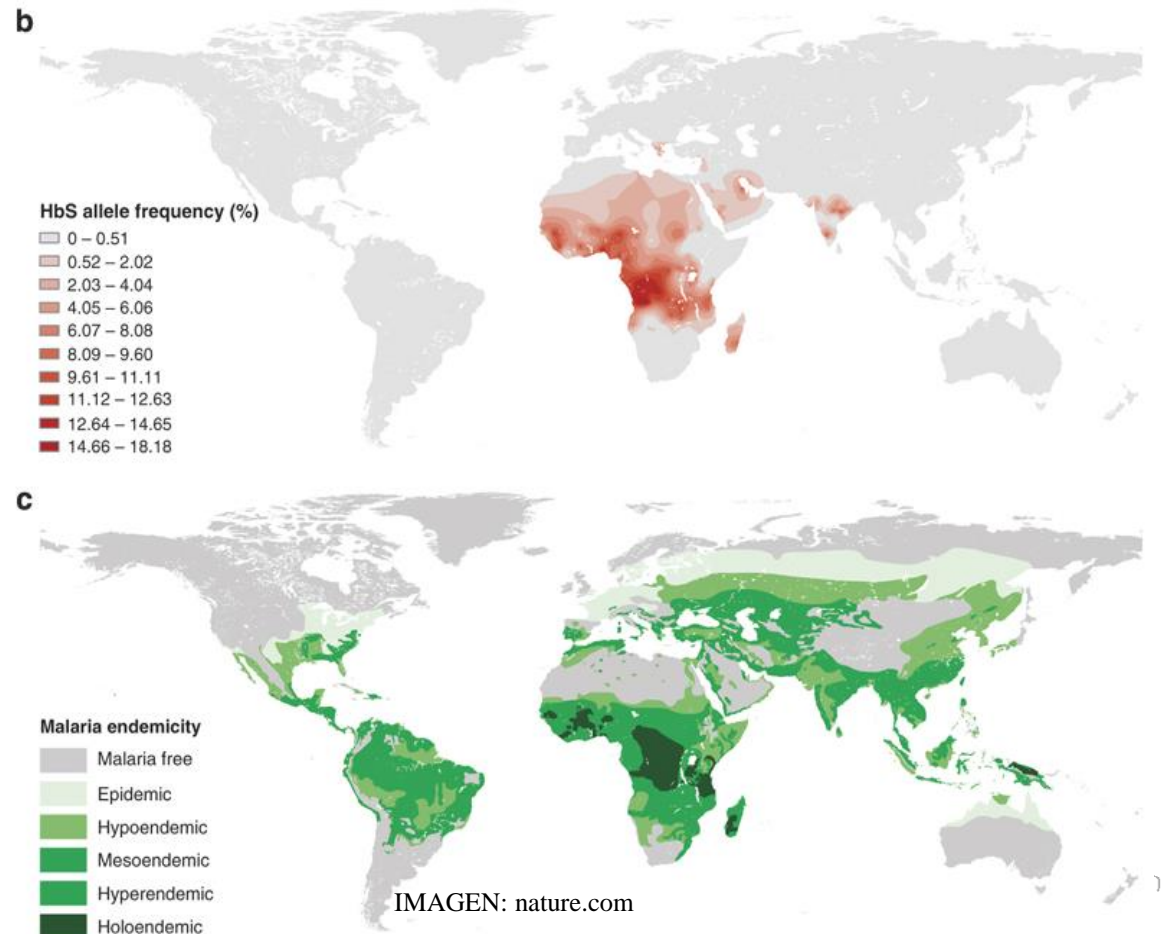 b
HbS allele frequency (%)
0 – 0.51
0.52 – 2.02
2.03 – 4.04
4.05 – 6.06
6.07 – 8.08
8.09 – 9.60
9.61 – 11.11
11.12 – 12.63
12.64 – 14.65
14.66 – 18.18
c
Malaria endemicity
Malaria free
Epidemic
Hypoendemic
Mesoendemic
Hyperendemic
Holoendemic
IMAGEN: nature.com